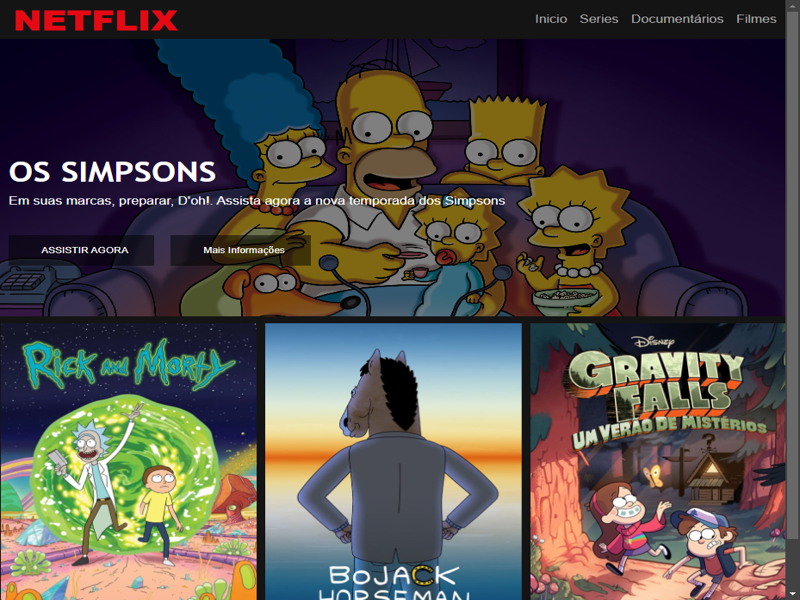 NETFLIX
Inicio Series Documentários Filmes
OS SIMPSONS
Em suas marcas, preparar, D'oh!. Assista agora a nova temporada dos Simpsons
ASSISTIR AGORA Mais Informações
Rick and Morty
BoJACK
HORSEMAN
Disney
GRAVITY
FALLS
UM VERÃO DE MISTÉRIOS
?